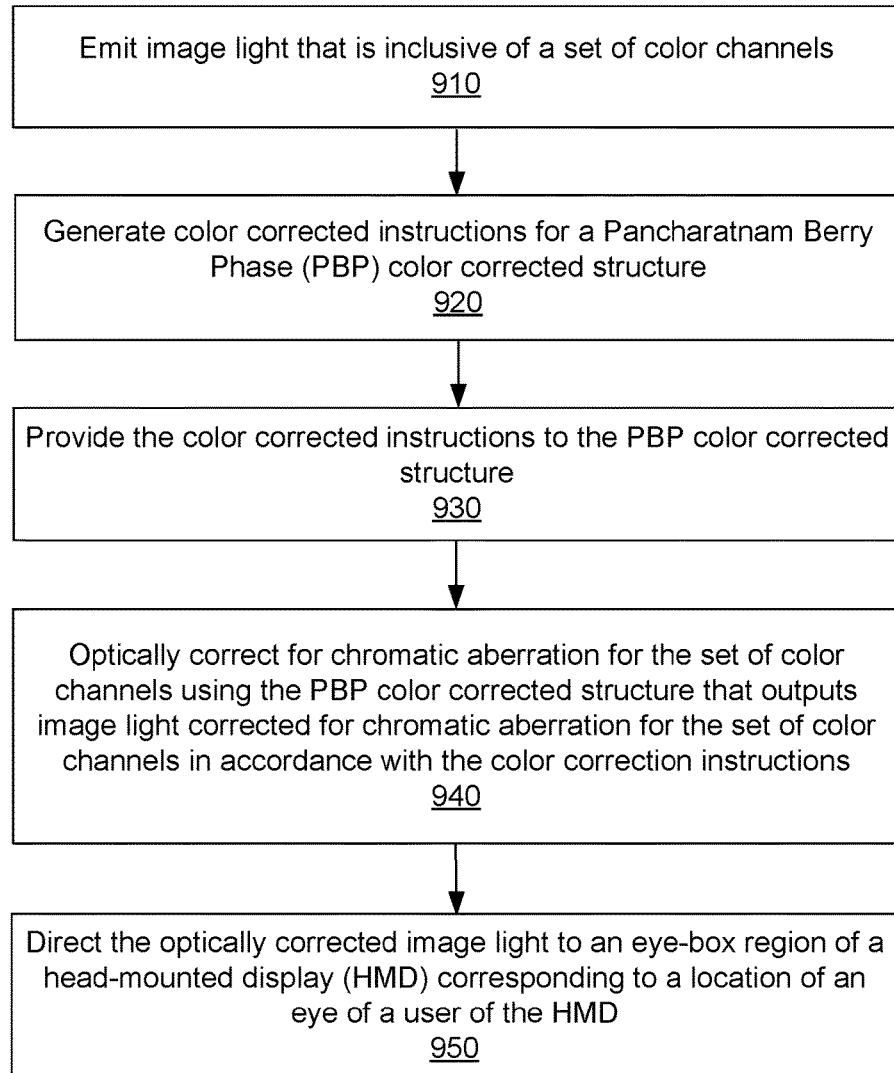 Emit image light that is inclusive of a set of color channels
910
Generate color corrected instructions for a Pancharatnam Berry
Phase (PBP) color corrected structure
920
Provide the color corrected instructions to the PBP color corrected
structure
930
Optically correct for chromatic aberration for the set of color
channels using the PBP color corrected structure that outputs
image light corrected for chromatic aberration for the set of color
channels in accordance with the color correction instructions
940
Direct the optically corrected image light to an eye-box region of a
head-mounted display (HMD) corresponding to a location of an
eye of a user of the HMD
950